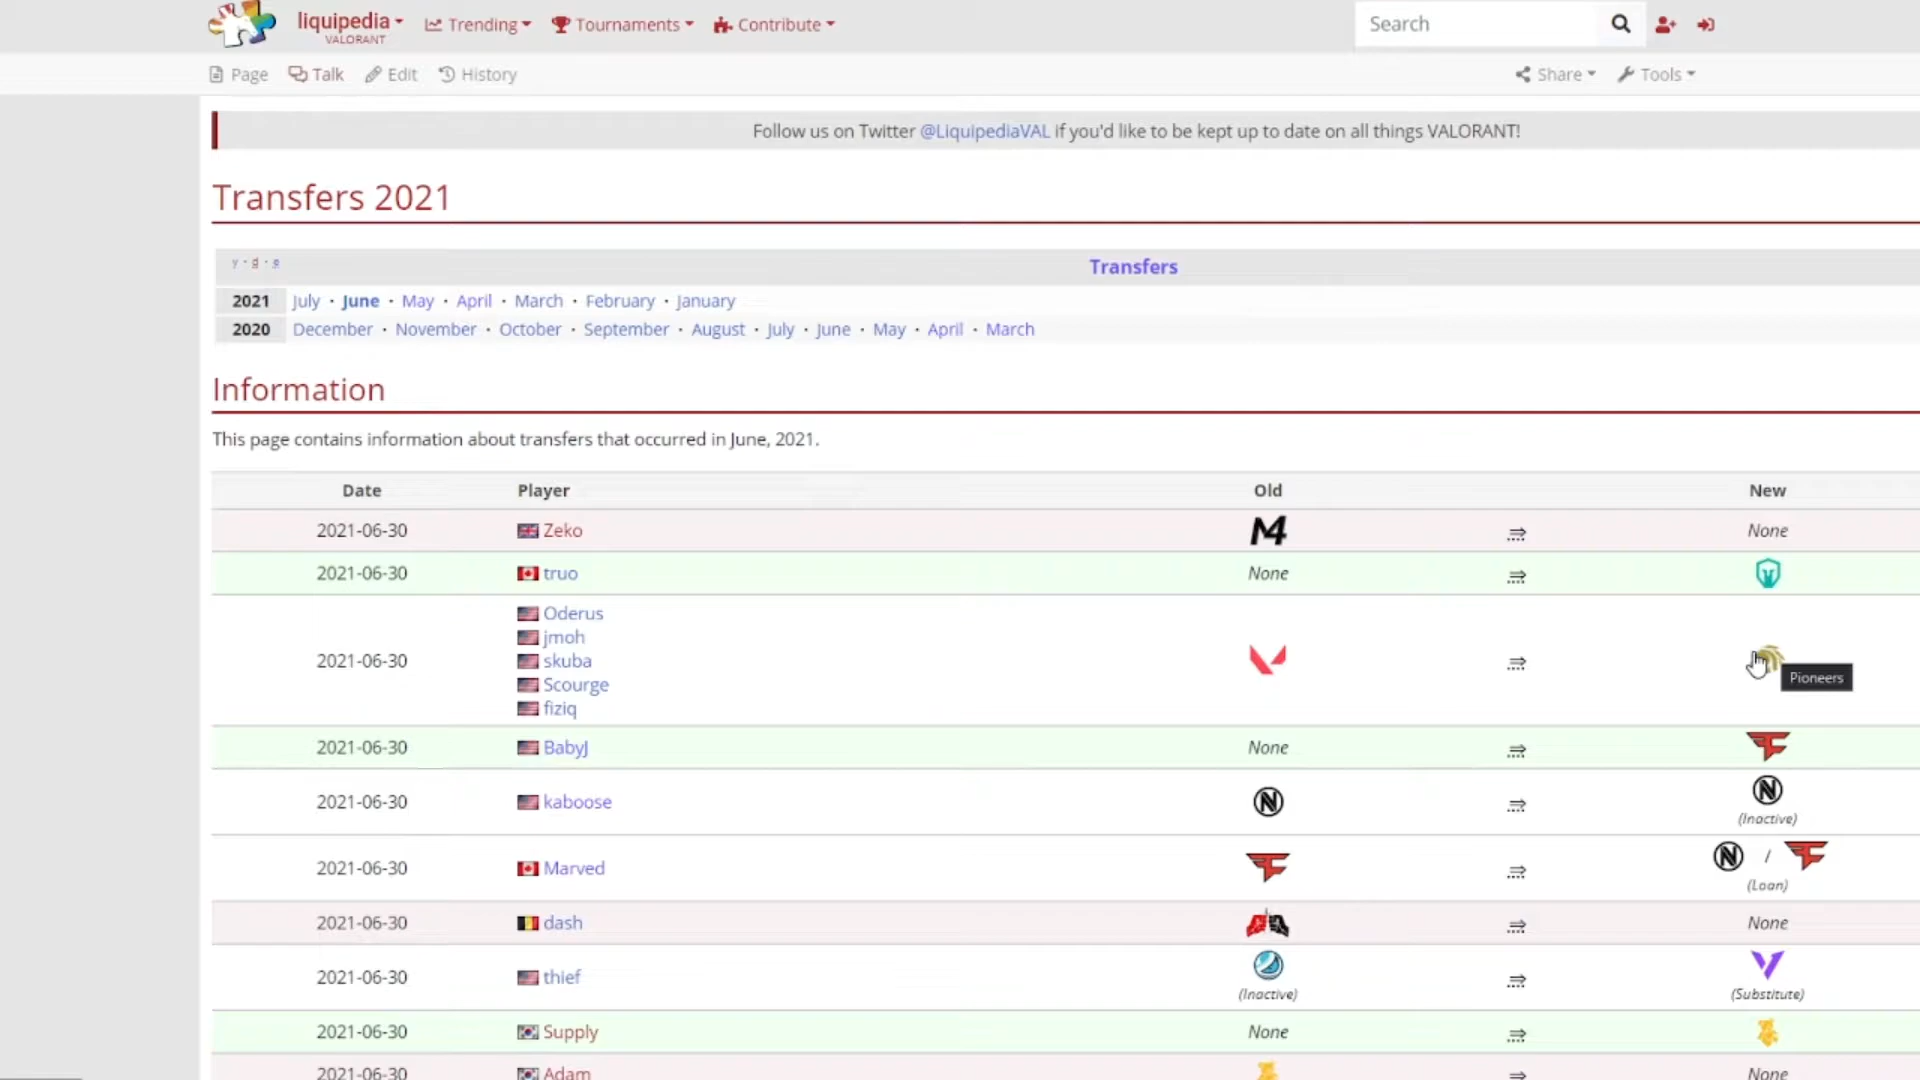 liquipedia
VALORANT
Trending
Tournaments
Contribute
Search
Page
Talk
Edit
History
Share
Tools
Follow us on Twitter @LiquipediaVAL if you'd like to be kept up to date on all things VALORANT!
Transfers 2021
y · d · e
Transfers
2021 July · June · May · April · March · February · January
2020 December · November · October · September · August · July · June · May · April · March
Information
This page contains information about transfers that occurred in June, 2021.
Date Player Old New
2021-06-30 Zeko M4 ⇒ None
2021-06-30 truo None ⇒
Oderus
jmoh
2021-06-30 skuba ⇒
Scourge
fiziq
Pioneers
2021-06-30 BabyJ None ⇒
2021-06-30 kaboose N ⇒ N
(Inactive)
2021-06-30 Marved ⇒ N /
(Loan)
2021-06-30 dash ⇒ None
2021-06-30 thief ⇒
(Inactive) (Substitute)
2021-06-30 Supply None ⇒
2021-06-30 Adam ⇒ None